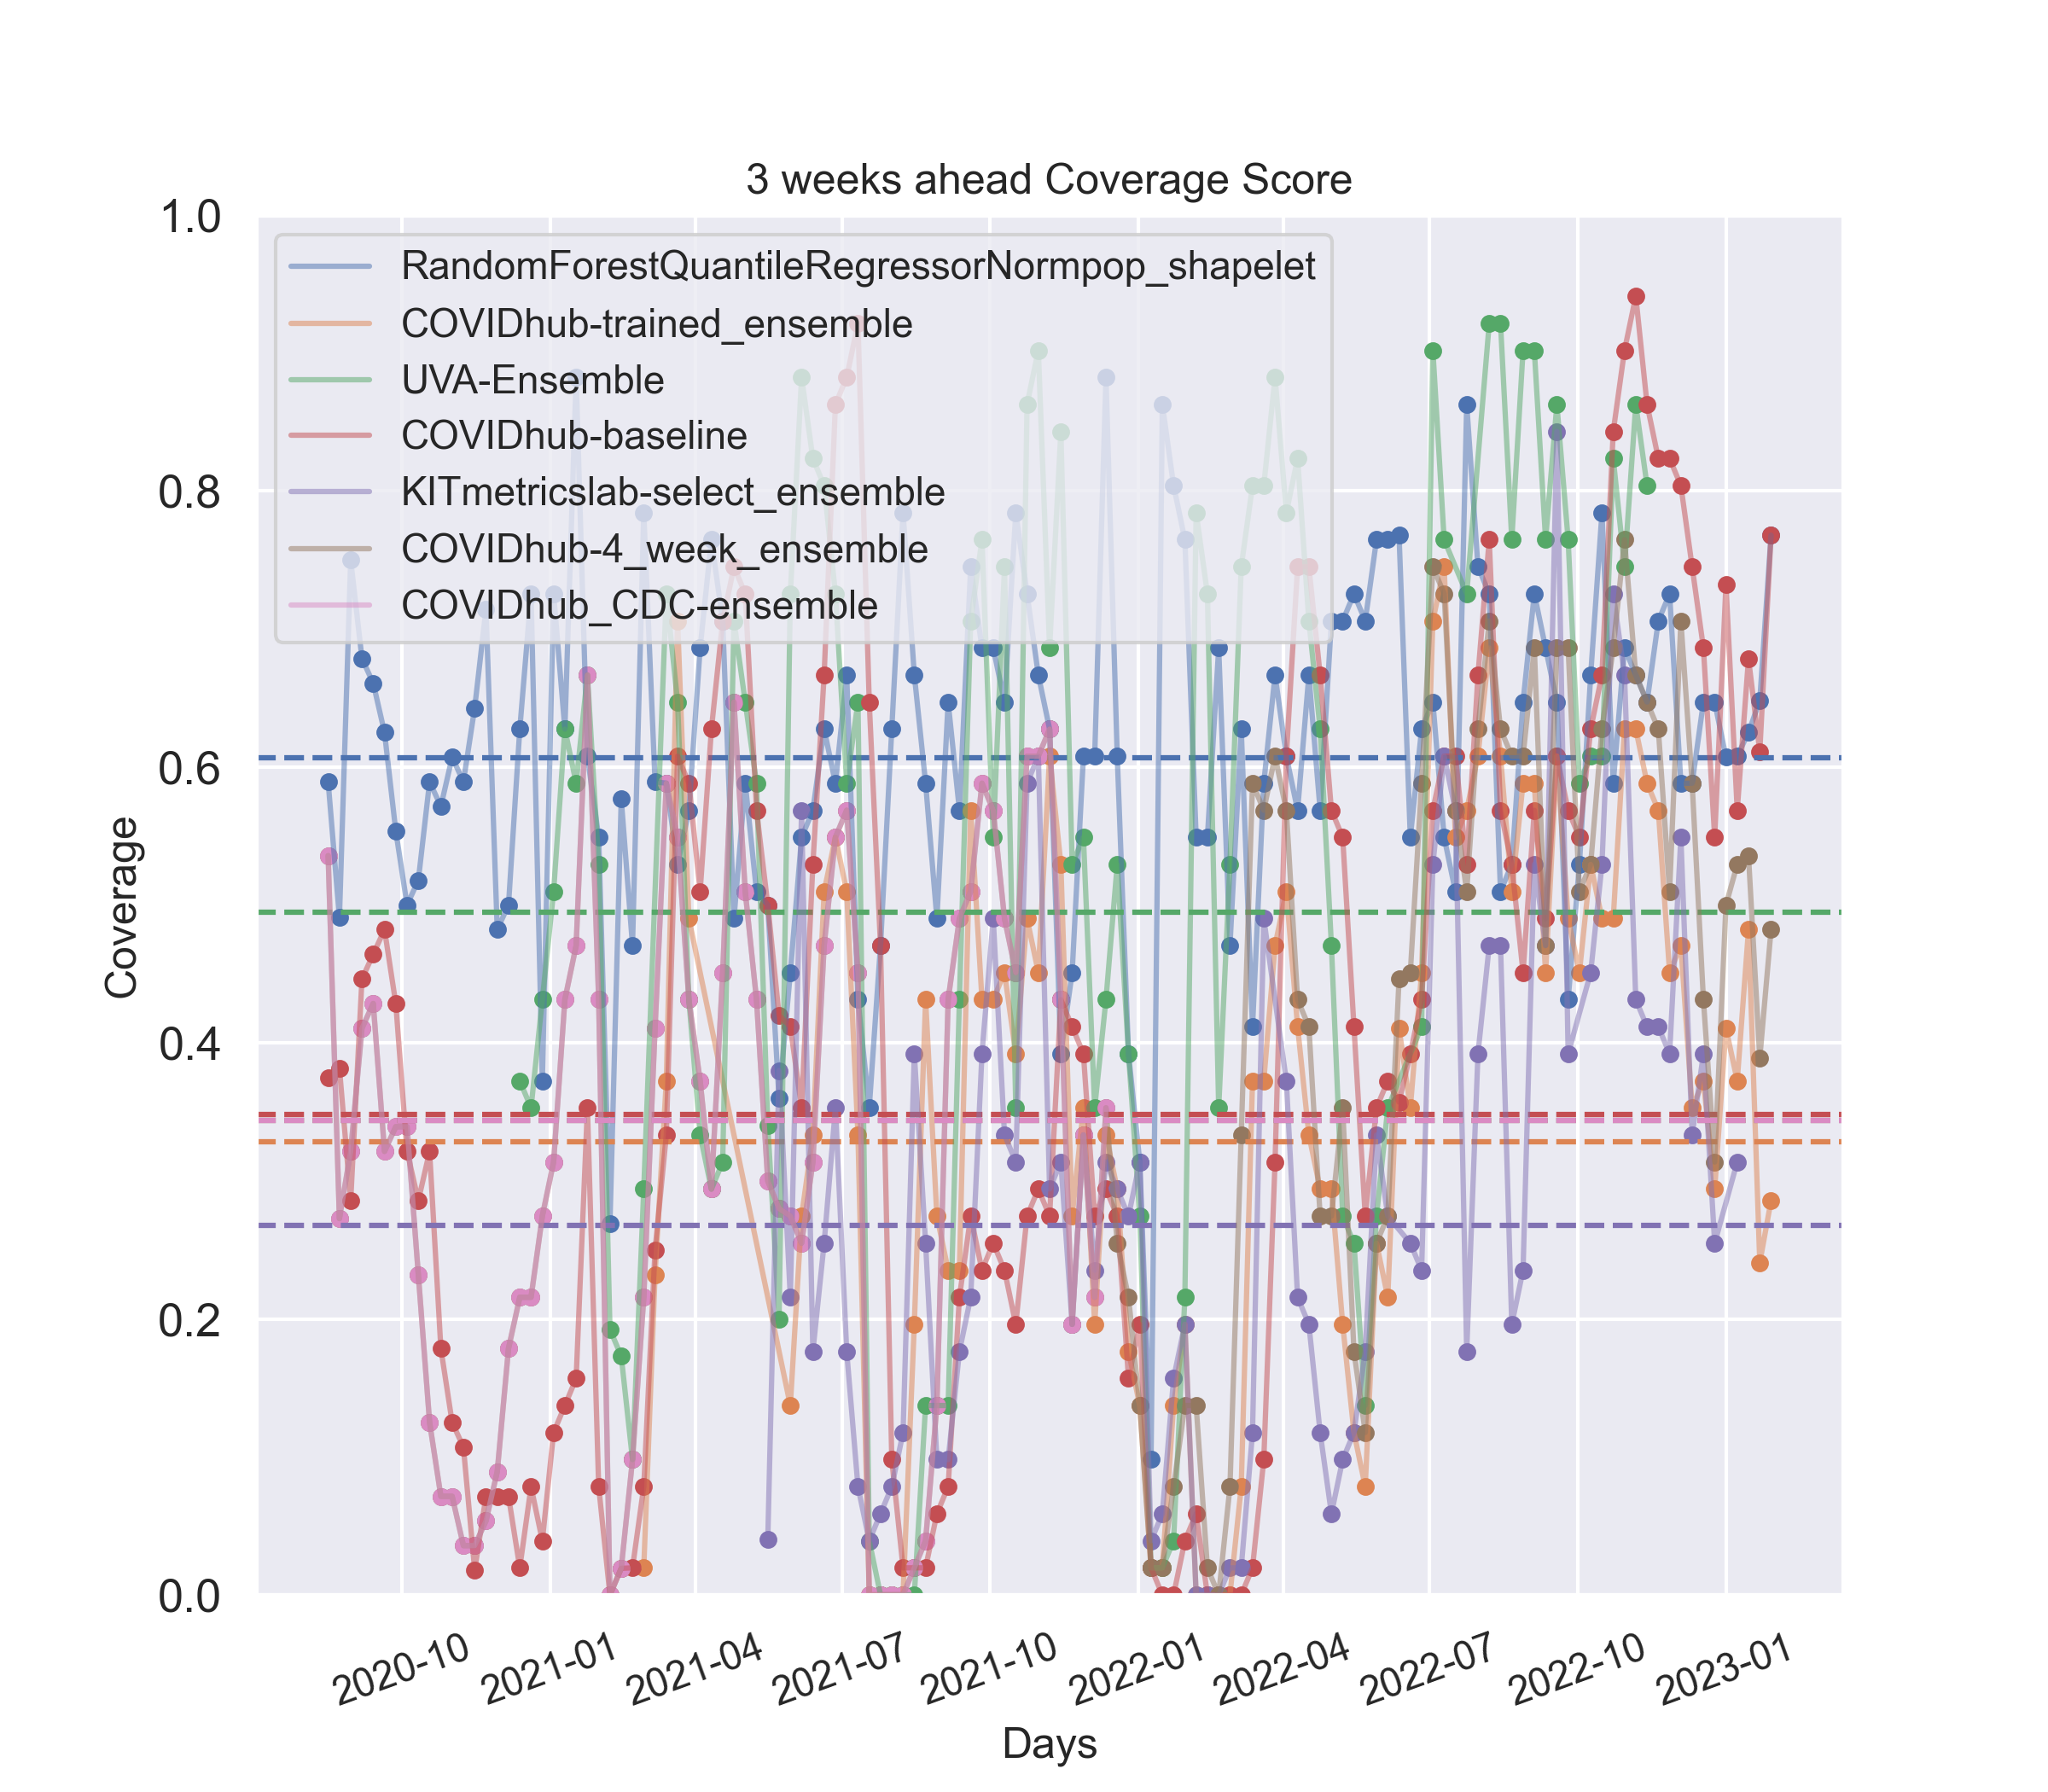 3 weeks ahead Coverage Score
1.0
0.8
0.6
0.4
0.2
0.0
Coverage
RandomForestQuantileRegressorNormpop_shapelet
COVIDhub-trained_ensemble
UVA-Ensemble
COVIDhub-baseline
KITmetricslab-select_ensemble
COVIDhub-4_week_ensemble
COVIDhub_CDC-ensemble
2020-10
2021-01
2021-04
2021-07
2021-10
2022-01
2022-04
2022-07
2022-10
2023-01
Days